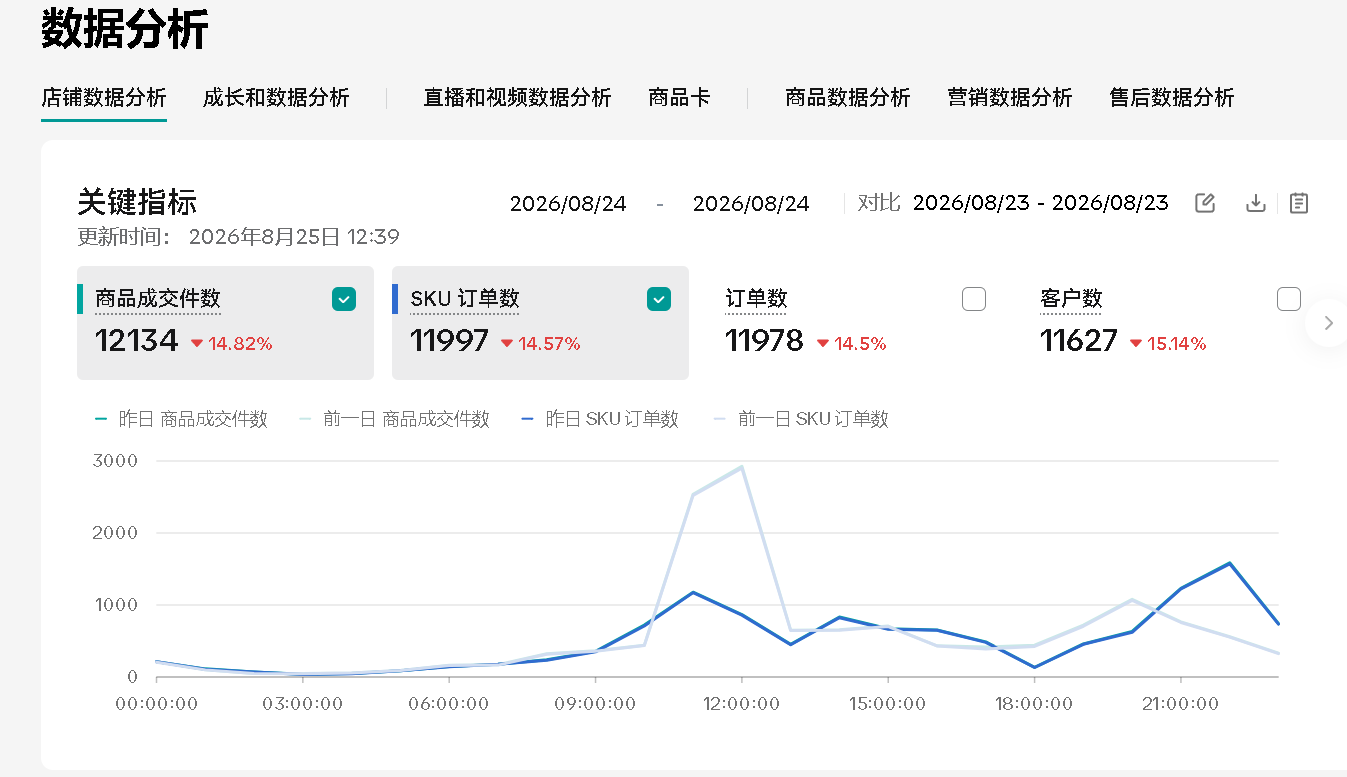 数据分析
店铺数据分析 成长和数据分析 直播和视频数据分析 商品卡 商品数据分析 营销数据分析 售后数据分析
关键指标 2026/08/24 - 2026/08/24 对比 2026/08/23 - 2026/08/23
更新时间： 2026年8月25日 12:39
商品成交件数 SKU 订单数 订单数 客户数
12134 14.82% 11997 14.57% 11978 14.5% 11627 15.14%
昨日 商品成交件数 前一日 商品成交件数 昨日 SKU 订单数 前一日 SKU 订单数
3000
2000
1000
0
00:00:00 03:00:00 06:00:00 09:00:00 12:00:00 15:00:00 18:00:00 21:00:00